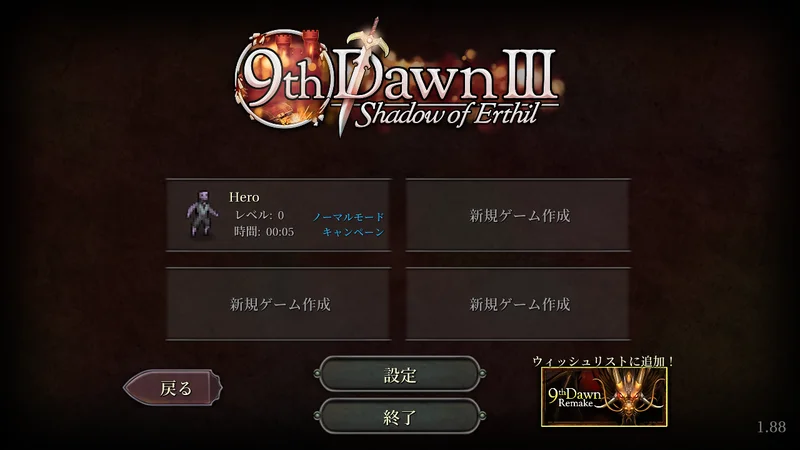 9th Dawn III
Shadow of Erthil
Hero
レベル: 0
ノーマルモード
時間: 00:05
キャンペーン
新規ゲーム作成
新規ゲーム作成
新規ゲーム作成
ウィッシュリストに追加！
戻る
設定
終了
9th Dawn
Remake
1.88